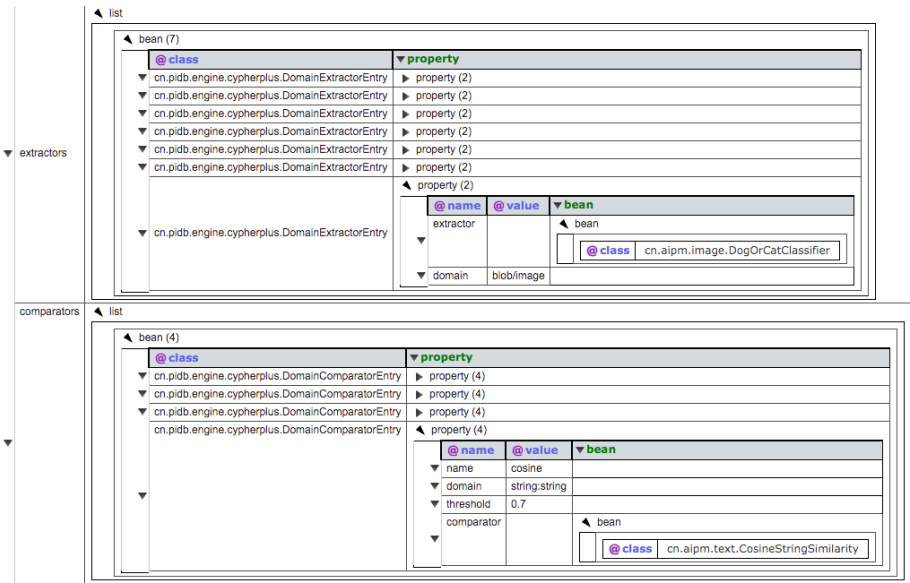 list
bean (7)
@class property
cn.pidb.engine.cypherplus.DomainExtractorEntry property (2)
cn.pidb.engine.cypherplus.DomainExtractorEntry property (2)
cn.pidb.engine.cypherplus.DomainExtractorEntry property (2)
cn.pidb.engine.cypherplus.DomainExtractorEntry property (2)
extractors cn.pidb.engine.cypherplus.DomainExtractorEntry property (2)
cn.pidb.engine.cypherplus.DomainExtractorEntry property (2)
property (2)
@name @value bean
extractor bean
cn.pidb.engine.cypherplus.DomainExtractorEntry
@class cn.aipm.image.DogOrCatClassifier
domain blob/image
comparators list
bean (4)
@class property
cn.pidb.engine.cypherplus.DomainComparatorEntry property (4)
cn.pidb.engine.cypherplus.DomainComparatorEntry property (4)
cn.pidb.engine.cypherplus.DomainComparatorEntry property (4)
cn.pidb.engine.cypherplus.DomainComparatorEntry property (4)
@name @value bean
name cosine
domain string:string
threshold 0.7
comparator bean
@class cn.aipm.text.CosineStringSimilarity